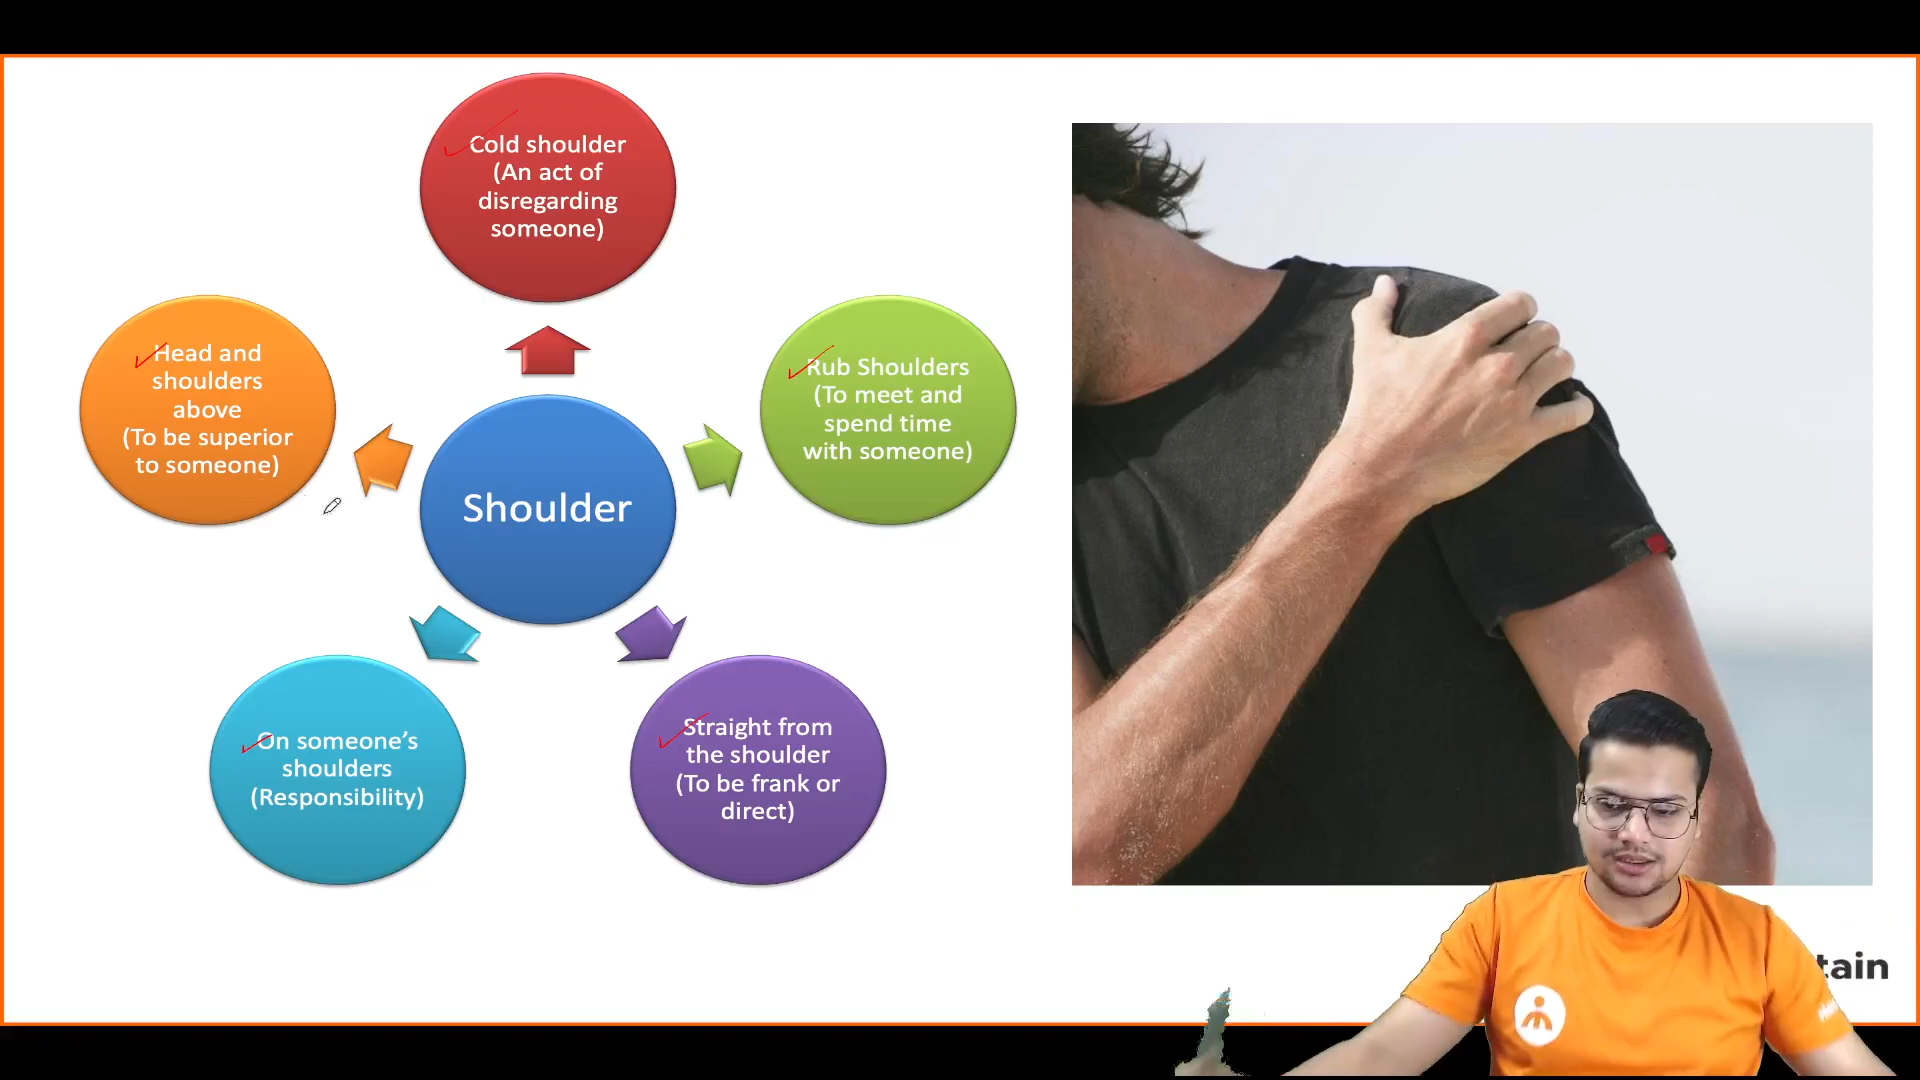 Cold shoulder
(An act of
disregarding
someone)
Head and
shoulders
above
(To be superior
to someone)
Rub Shoulders
(To meet and
spend time
with someone)
Shoulder
On someone's
shoulders
(Responsibility)
Straight from
the shoulder
(To be frank or
direct)
tain